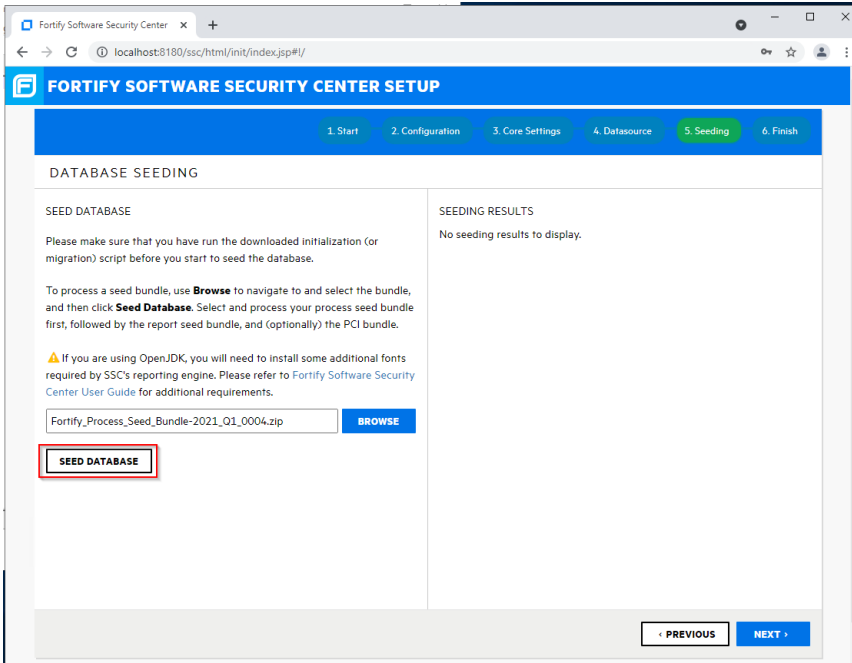 Fortify Software Security Center
localhost:8180/ssc/html/init/index.jsp#!/
FORTIFY SOFTWARE SECURITY CENTER SETUP
1. Start
2. Configuration
3. Core Settings
4. Datasource
5. Seeding
6. Finish
DATABASE SEEDING
SEED DATABASE
Please make sure that you have run the downloaded initialization (or
migration) script before you start to seed the database.
To process a seed bundle, use Browse to navigate to and select the bundle,
and then click Seed Database. Select and process your process seed bundle
first, followed by the report seed bundle, and (optionally) the PCI bundle.
If you are using OpenJDK, you will need to install some additional fonts
required by SSC's reporting engine. Please refer to Fortify Software Security
Center User Guide for additional requirements.
Fortify_Process_Seed_Bundle-2021_Q1_0004.zip
BROWSE
SEED DATABASE
SEEDING RESULTS
No seeding results to display.
‹ PREVIOUS
NEXT ›